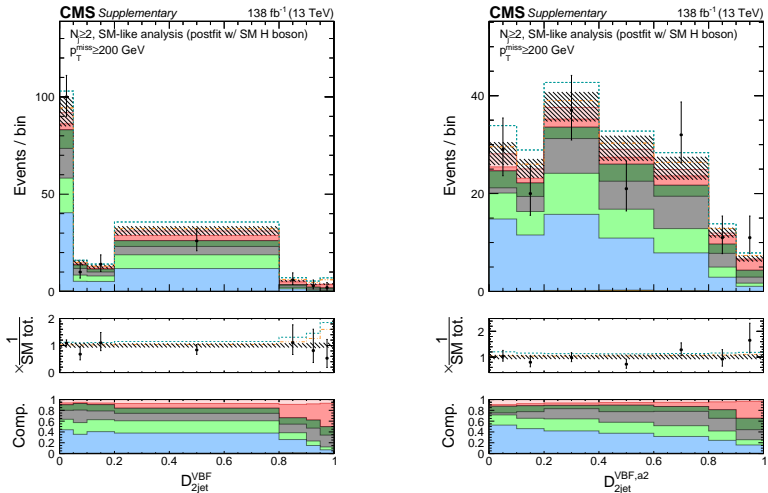 CMS Supplementary 138 fb⁻¹ (13 TeV)
N_j≥2, SM-like analysis (postfit w/ SM H boson)
p_T^miss≥200 GeV
Events / bin
100
50
0
× 1/SM tot.
2
1
0
Comp.
1
0.8
0.6
0.4
0.2
0
0 0.2 0.4 0.6 0.8 1
D_2jet^VBF
CMS Supplementary 138 fb⁻¹ (13 TeV)
N_j≥2, SM-like analysis (postfit w/ SM H boson)
p_T^miss≥200 GeV
Events / bin
40
20
0
× 1/SM tot.
2
1
0
Comp.
1
0.8
0.6
0.4
0.2
0
0 0.2 0.4 0.6 0.8 1
D_2jet^VBF,a2